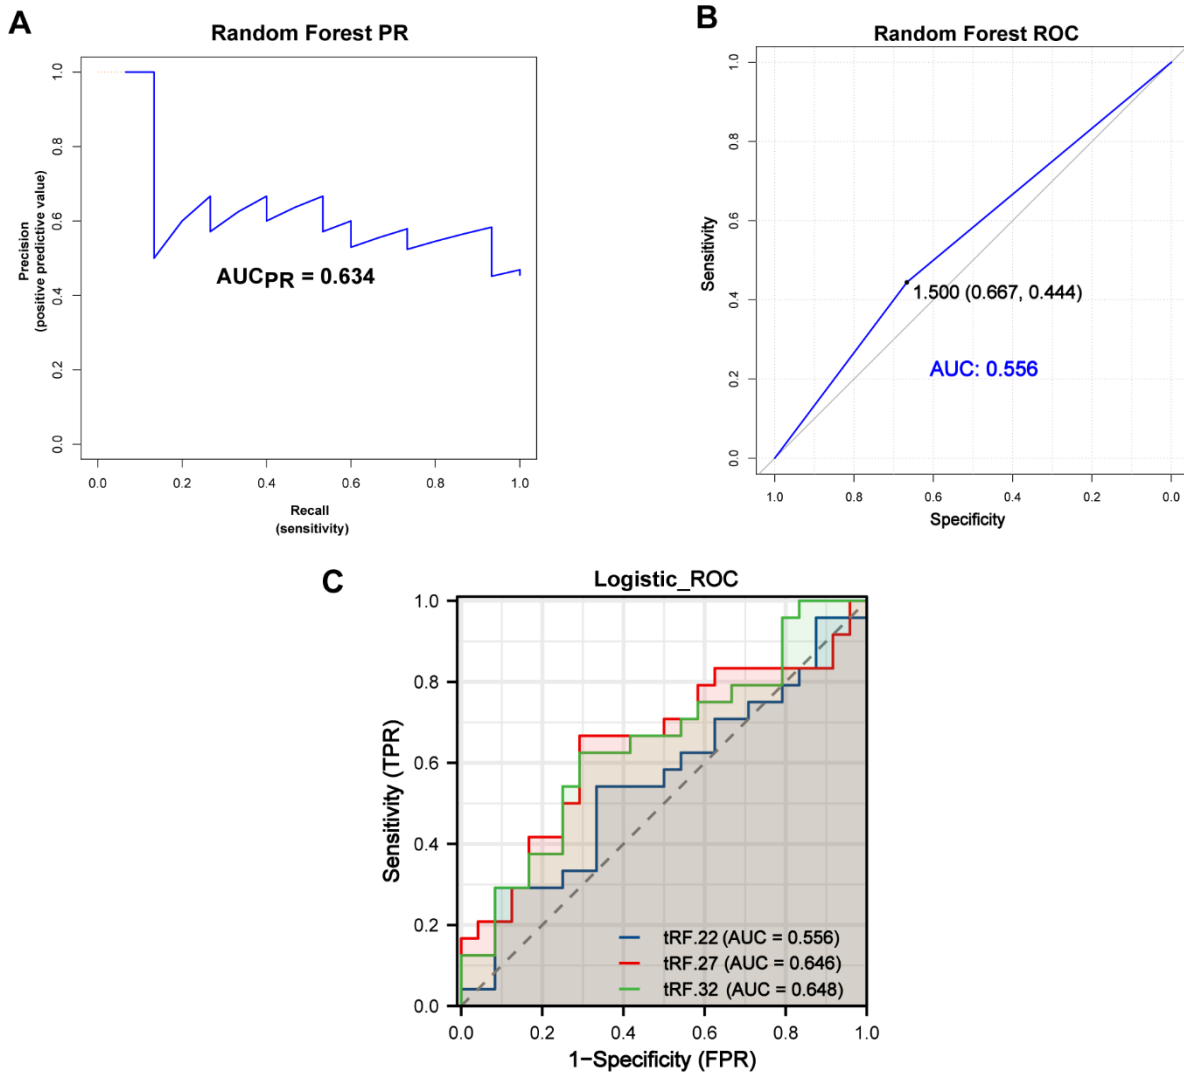 A
Random Forest PR
1.0
0.8
0.6
0.4
0.2
0.0
Precision
(positive predictive value)
AUCPR = 0.634
0.0 0.2 0.4 0.6 0.8 1.0
Recall
(sensitivity)
B
Random Forest ROC
1.0
0.8
0.6
0.4
0.2
0.0
Sensitivity
1.500 (0.667, 0.444)
AUC: 0.556
1.0 0.8 0.6 0.4 0.2 0.0
Specificity
C
Logistic_ROC
1.0
0.8
0.6
0.4
0.2
0.0
Sensitivity (TPR)
tRF.22 (AUC = 0.556)
tRF.27 (AUC = 0.646)
tRF.32 (AUC = 0.648)
0.0 0.2 0.4 0.6 0.8 1.0
1−Specificity (FPR)